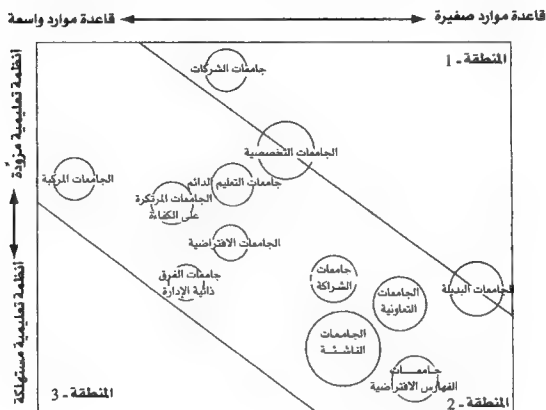 قاعدة موارد صغيرة
قاعدة موارد واسعة
أنظمة تعليمية مزوّدة
أنظمة تعليمية مستهلكة
المنطقة - 1
جامعات الشركات
الجامعات التخصصية
الجامعات المركبة
جامعات التعليم الدائم
الجامعات المرتكزة
على الكفاءة
الجامعات الافتراضية
جامعات الفرق
ذاتية الإدارة
جامعات
الشراكة
الجامعات
التعاونية
الجامعات البديلة
الجامعات
الناشئة
جامعات
الفهارس الافتراضية
المنطقة - 2
المنطقة - 3